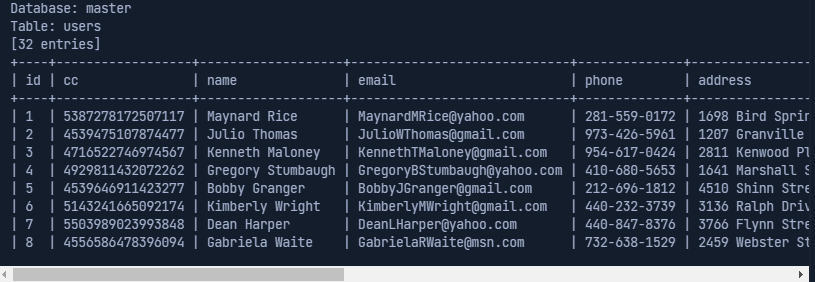 Database: master
Table: users
[32 entries]
+----+------------------+-------------------+-----------------------------+--------------+---------------
| id | cc | name | email | phone | address
+----+------------------+-------------------+-----------------------------+--------------+---------------
| 1 | 5387278172507117 | Maynard Rice | MaynardMRice@yahoo.com | 281-559-0172 | 1698 Bird Sprin
| 2 | 4539475107874477 | Julio Thomas | JulioWThomas@gmail.com | 973-426-5961 | 1207 Granville
| 3 | 4716522746974567 | Kenneth Maloney | KennethTMaloney@gmail.com | 954-617-0424 | 2811 Kenwood Pl
| 4 | 4929811432072262 | Gregory Stumbaugh | GregoryBStumbaugh@yahoo.com | 410-680-5653 | 1641 Marshall S
| 5 | 4539646911423277 | Bobby Granger | BobbyJGranger@gmail.com | 212-696-1812 | 4510 Shinn Stre
| 6 | 5143241665092174 | Kimberly Wright | KimberlyMWright@gmail.com | 440-232-3739 | 3136 Ralph Driv
| 7 | 5503989023993848 | Dean Harper | DeanLHarper@yahoo.com | 440-847-8376 | 3766 Flynn Stre
| 8 | 4556586478396094 | Gabriela Waite | GabrielaRWaite@msn.com | 732-638-1529 | 2459 Webster St